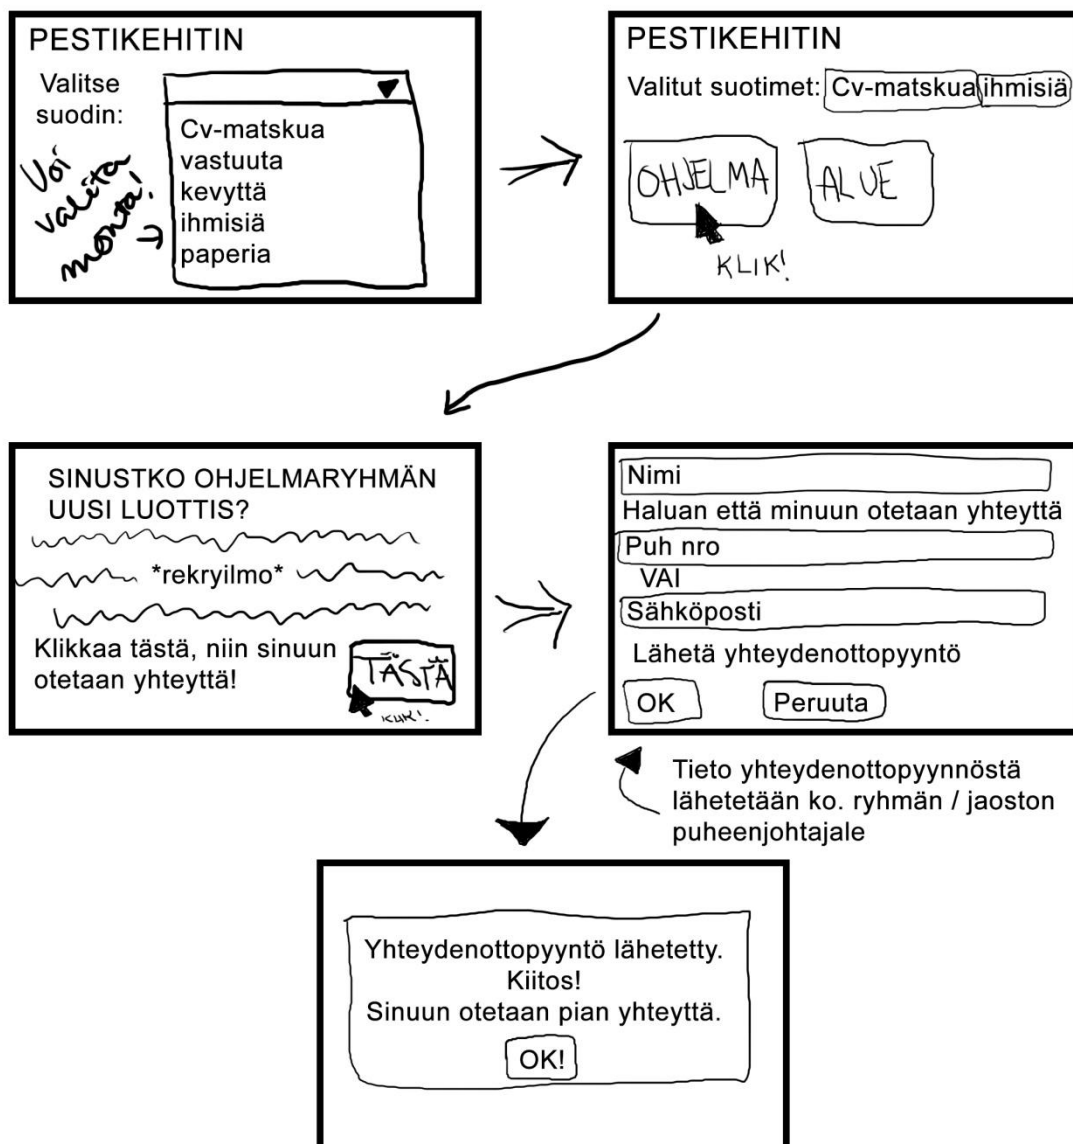 PESTIKEHITIN
Valitse
suodin:
Cv-matskua
vastuuta
kevyttä
ihmisiä
paperia
Voi
valita
monta!
PESTIKEHITIN
Valitut suotimet: Cv-matskua ihmisiä
OHJELMA
ALUE
KLIK!
SINUSTKO OHJELMARYHMÄN
UUSI LUOTTIS?
*rekryilmo*
Klikkaa tästä, niin sinuun
otetaan yhteyttä!
TÄSTÄ
KLIK!
Nimi
Haluan että minuun otetaan yhteyttä
Puh nro
VAI
Sähköposti
Lähetä yhteydenottopyyntö
OK
Peruuta
Tieto yhteydenottopyynnöstä
lähetetään ko. ryhmän / jaoston
puheenjohtajale
Yhteydenottopyyntö lähetetty.
Kiitos!
Sinuun otetaan pian yhteyttä.
OK!